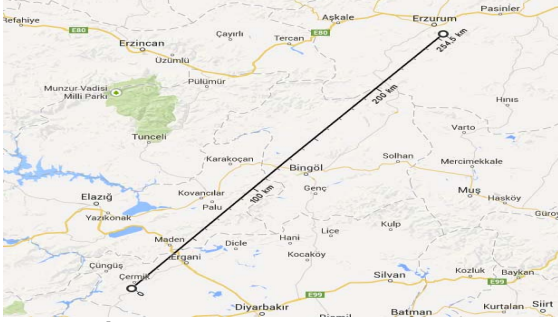 Refahiye
E80
Aşkale
Erzurum
Pasinler
Erzincan
Çayırlı
Tercan
E80
254.5 km
Üzümlü
Munzur Vadisi
Milli Parkı
Pülümür
200 km
Hınıs
Tunceli
Varto
Karakoçan
Bingöl
Solhan
Mercimekkale
Elazığ
Kovancılar
Palu
100 km
Genç
Muş
Hasköy
Yazıkonak
Güroy
Maden
Dicle
Hani
Lice
Kulp
Kocaköy
Ergani
Çüngüş
Çermik
0
Silvan
Kozluk
Baykan
E99
Diyarbakır
E99
Batman
Kurtalan
Siirt